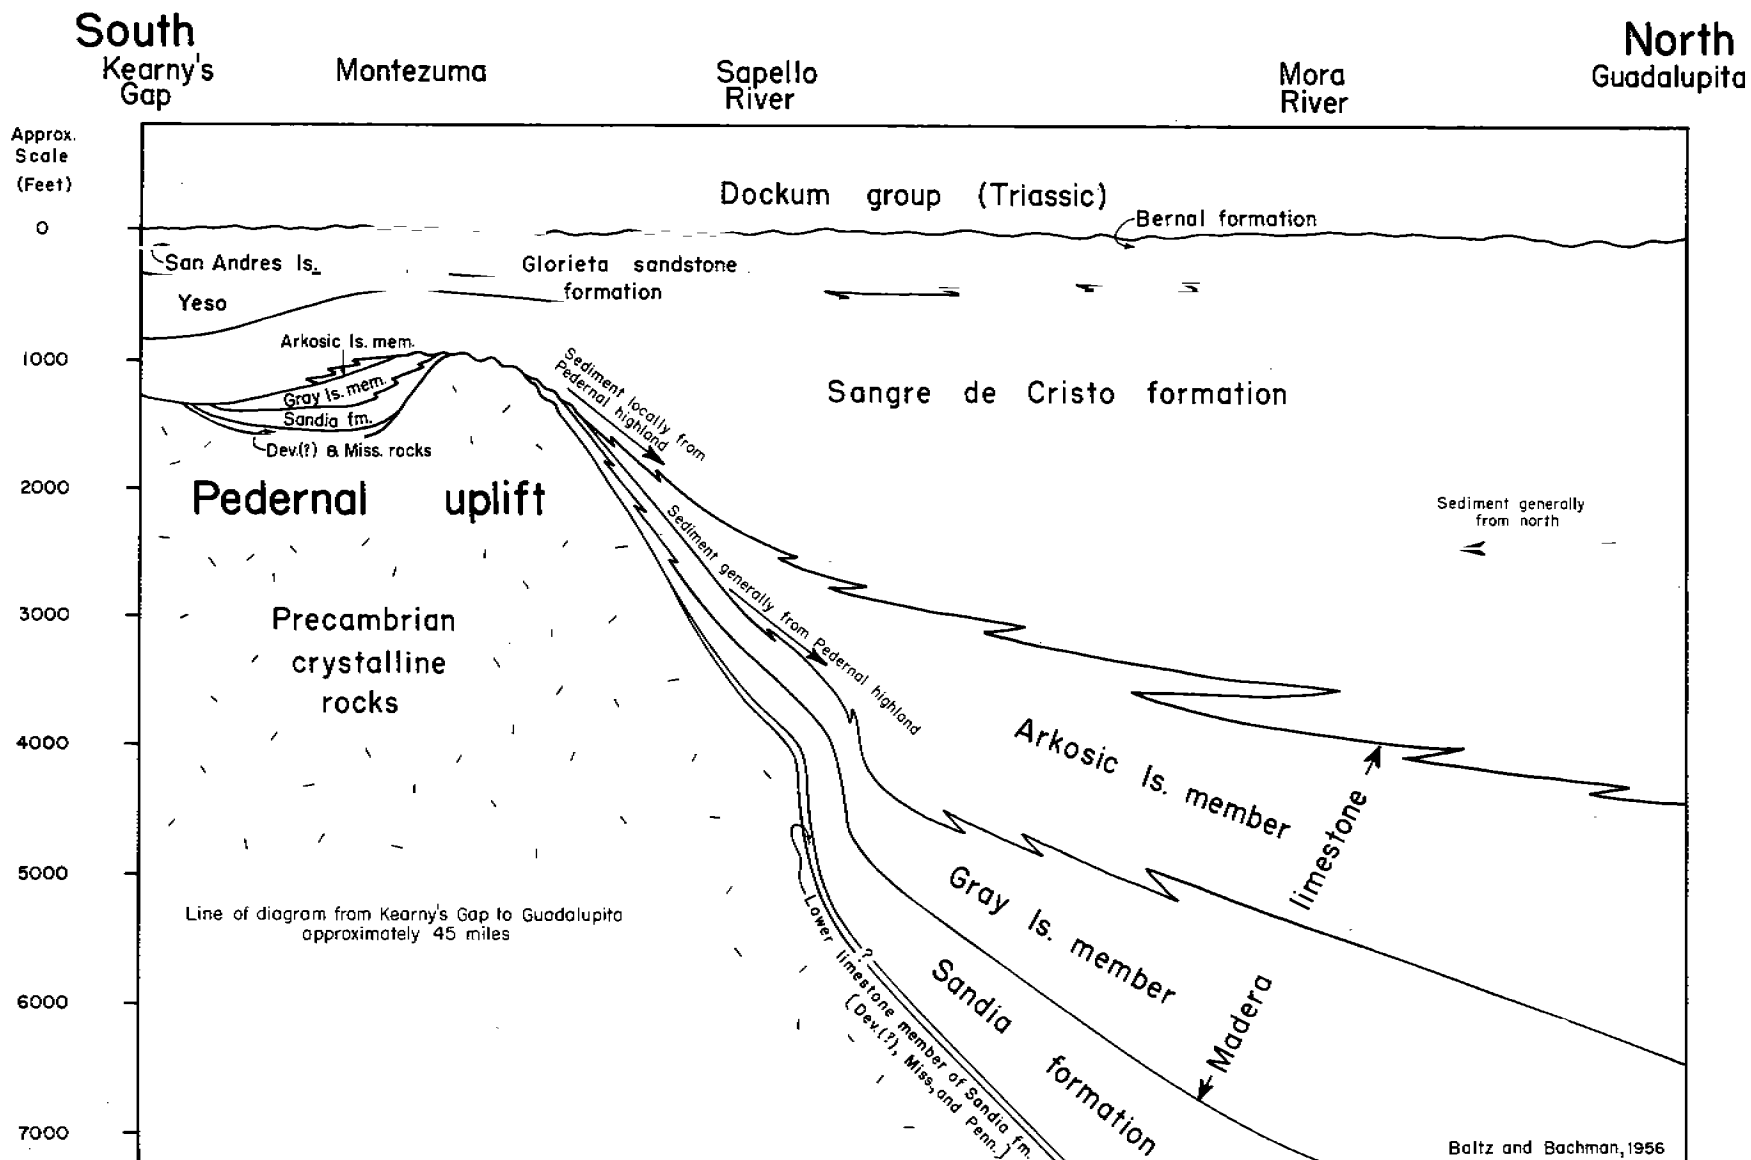 South
Kearny's
Gap
Montezuma
Sapello
River
Mora
River
North
Guadalupita
Approx.
Scale
(Feet)
0
1000
2000
3000
4000
5000
6000
7000
Dockum group (Triassic)
Bernal formation
San Andres ls.
Glorieta sandstone
formation
Yeso
Arkosic ls. mem.
Gray ls. mem.
Sandia fm.
Dev.(?) & Miss. rocks
Sediment locally from
Pedernal highland
Sangre de Cristo formation
Pedernal uplift
Sediment generally
from north
Sediment generally from Pedernal highland
Precambrian
crystalline
rocks
Arkosic ls. member
Madera limestone
Gray ls. member
Line of diagram from Kearny's Gap to Guadalupita
approximately 45 miles
?
Sandia formation
Lower limestone member of Sandia fm.
(Dev.(?), Miss., and Penn.)
Baltz and Bachman, 1956